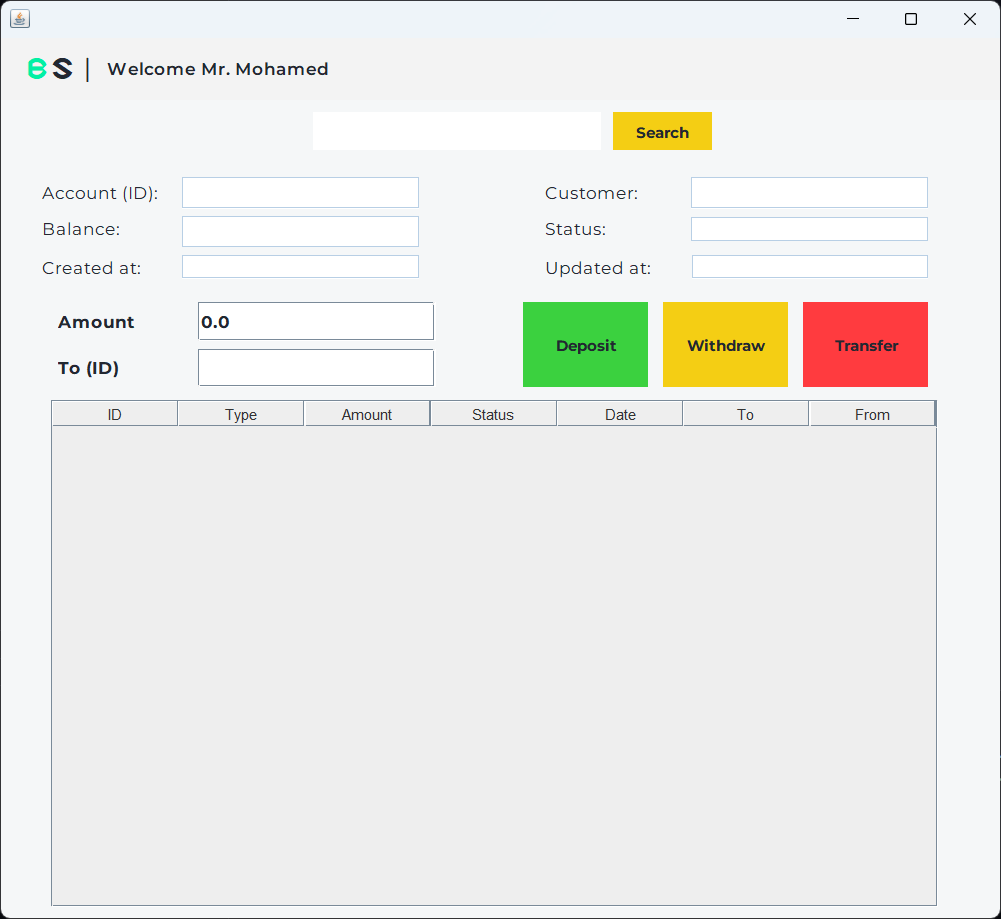 BS | Welcome Mr. Mohamed
Search
Account (ID): Customer:
Balance: Status:
Created at: Updated at:
Amount 0.0
To (ID)
Deposit Withdraw Transfer
ID Type Amount Status Date To From